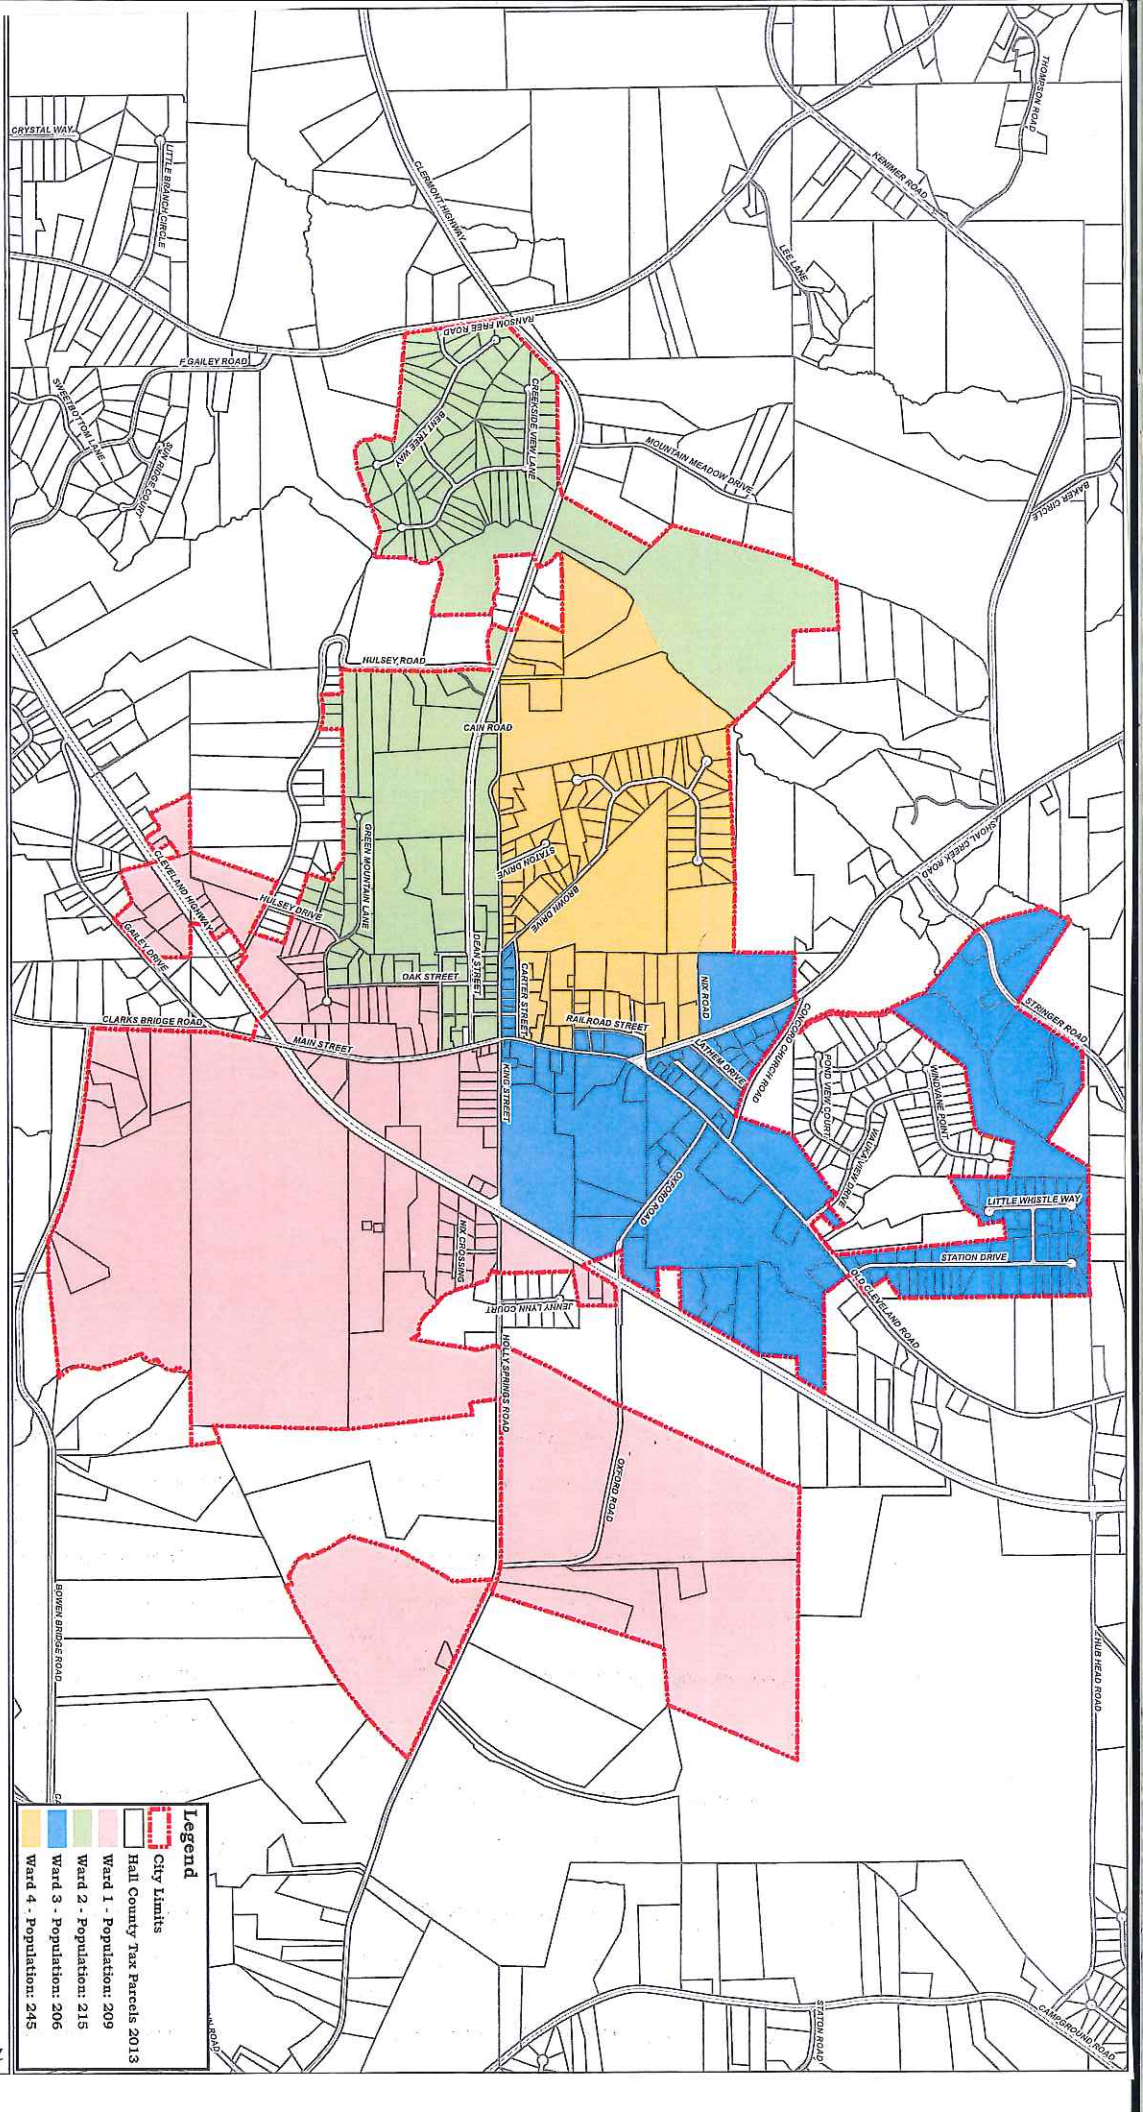 THOMPSON ROAD
KENIMER ROAD
CRYSTAL WAY
LITTLE BRANCH CIRCLE
CLERMONT HIGHWAY
LEE LANE
RANSOM FREE ROAD
F GAILEY ROAD
SWEETBOTTOM LANE
SUN RIDGE COURT
BENT TREE WAY
CREEKSIDE VIEW LANE
MOUNTAIN MEADOW DRIVE
BAKER CIRCLE
HULSEY ROAD
CAIN ROAD
SHOAL CREEK ROAD
GREEN MOUNTAIN LANE
STATON DRIVE
BROWN DRIVE
CLEVELAND HIGHWAY
HULSEY DRIVE
GAILEY DRIVE
OAK STREET
DEAN STREET
CARTER STREET
NIX ROAD
RAILROAD STREET
CLARKS BRIDGE ROAD
MAIN STREET
LATHEM DRIVE
CONCORD CHURCH ROAD
STRINGER ROAD
POND VIEW COURT
WINDVANE POINT
WAUKA VIEW DRIVE
KING STREET
OXFORD ROAD
LITTLE WHISTLE WAY
STATION DRIVE
NIX CROSSING
JENNY LYNN COURT
OLD CLEVELAND ROAD
HOLLY SPRINGS ROAD
OXFORD ROAD
BOWEN BRIDGE ROAD
HUB HEAD ROAD
STATON ROAD
CAMPGROUND ROAD
Legend
City Limits
Hall County Tax Parcels 2013
Ward 1 - Population: 209
Ward 2 - Population: 215
Ward 3 - Population: 206
Ward 4 - Population: 245